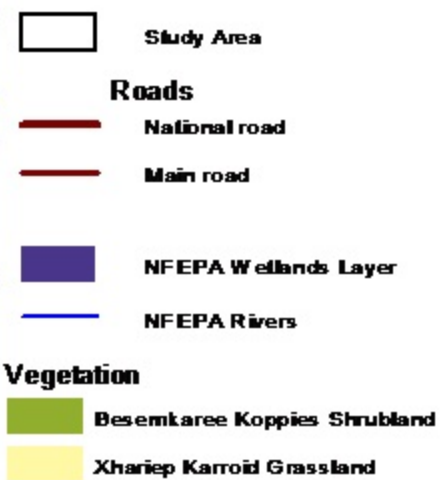 Study Area
Roads
National road
Main road
NFEPA Wetlands Layer
NFEPA Rivers
Vegetation
Besemkaree Koppies Shrubland
Xhariep Karroid Grassland